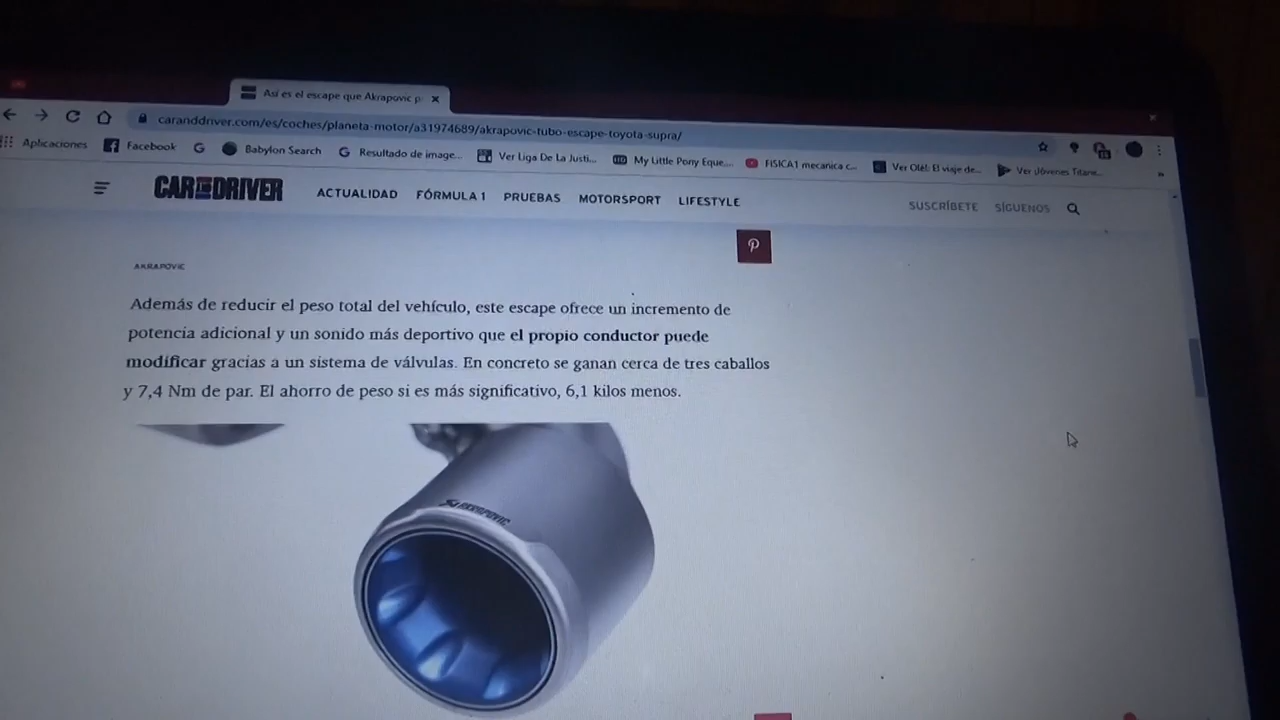 Así es el escape que Akrapovic p
caranddriver.com/es/coches/planeta-motor/a31974689/akrapovic-tubo-escape-toyota-supra/
Aplicaciones Facebook Babylon Search Resultado de image... Ver Liga De La Justi... My Little Pony Eque.... FISICA1 mecanica c... Ver Olé!: El viaje de... Ver Jóvenes Titane... »
CAR AND DRIVER ACTUALIDAD FÓRMULA 1 PRUEBAS MOTORSPORT LIFESTYLE SUSCRÍBETE SÍGUENOS
AKRAPOVIC
Además de reducir el peso total del vehículo, este escape ofrece un incremento de
potencia adicional y un sonido más deportivo que el propio conductor puede
modificar gracias a un sistema de válvulas. En concreto se ganan cerca de tres caballos
y 7,4 Nm de par. El ahorro de peso si es más significativo, 6,1 kilos menos.
AKRAPOVIC